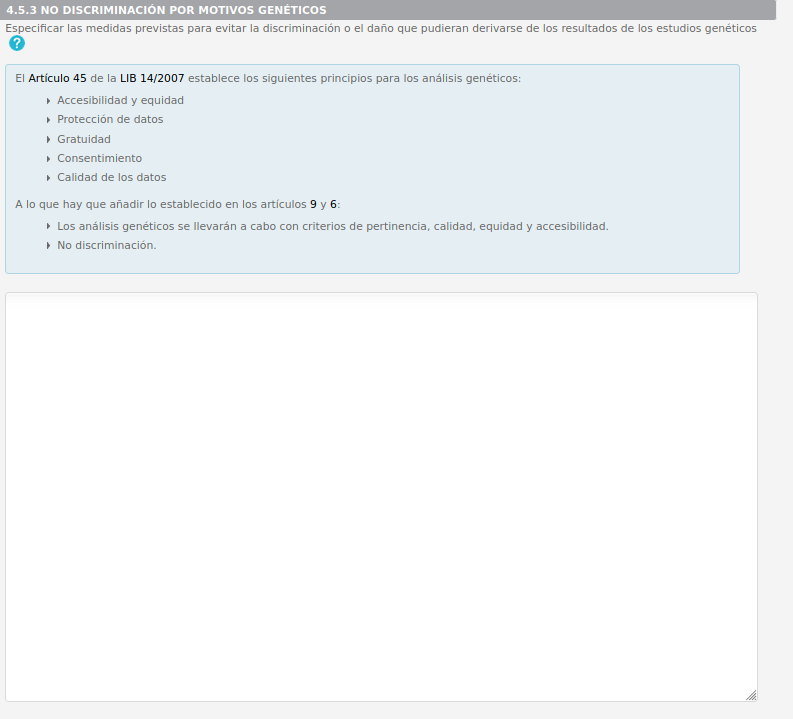 4.5.3 NO DISCRIMINACIÓN POR MOTIVOS GENÉTICOS
Especificar las medidas previstas para evitar la discriminación o el daño que pudieran derivarse de los resultados de los estudios genéticos
?
El Artículo 45 de la LIB 14/2007 establece los siguientes principios para los análisis genéticos:
Accesibilidad y equidad
Protección de datos
Gratuidad
Consentimiento
Calidad de los datos
A lo que hay que añadir lo establecido en los artículos 9 y 6:
Los análisis genéticos se llevarán a cabo con criterios de pertinencia, calidad, equidad y accesibilidad.
No discriminación.